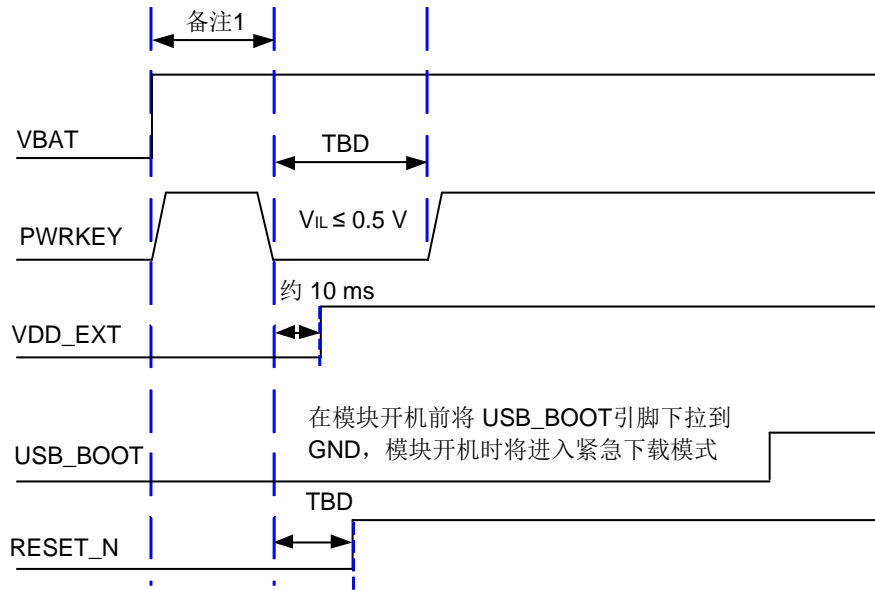 备注1
VBAT
TBD
PWRKEY
VIL ≤ 0.5 V
约 10 ms
VDD_EXT
在模块开机前将 USB_BOOT引脚下拉到
GND，模块开机时将进入紧急下载模式
USB_BOOT
TBD
RESET_N